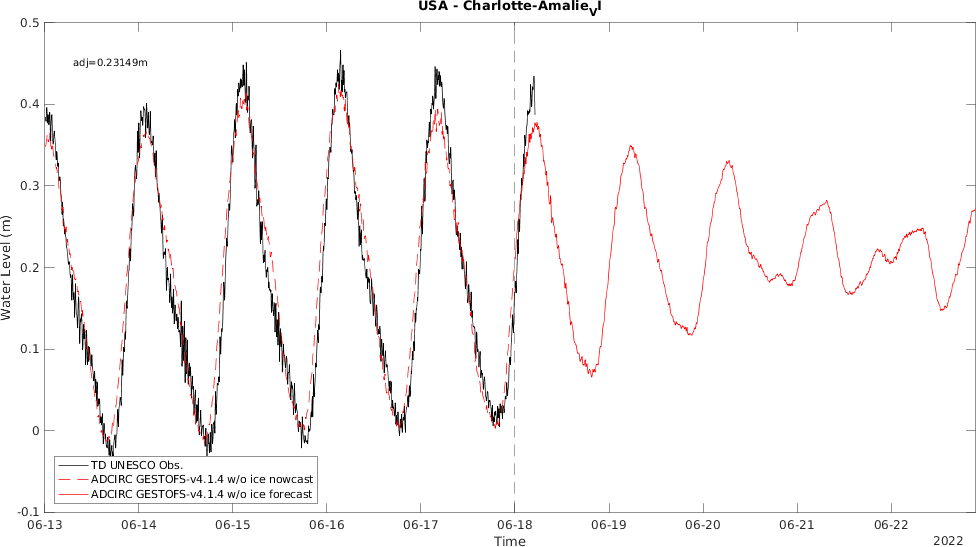 USA - Charlotte-Amalie_VI
0.5
adj=0.23149m
0.4
0.3
0.2
0.1
0
-0.1
Water Level (m)
TD UNESCO Obs.
ADCIRC GESTOFS-v4.1.4 w/o ice nowcast
ADCIRC GESTOFS-v4.1.4 w/o ice forecast
06-13 06-14 06-15 06-16 06-17 06-18 06-19 06-20 06-21 06-22
Time
2022